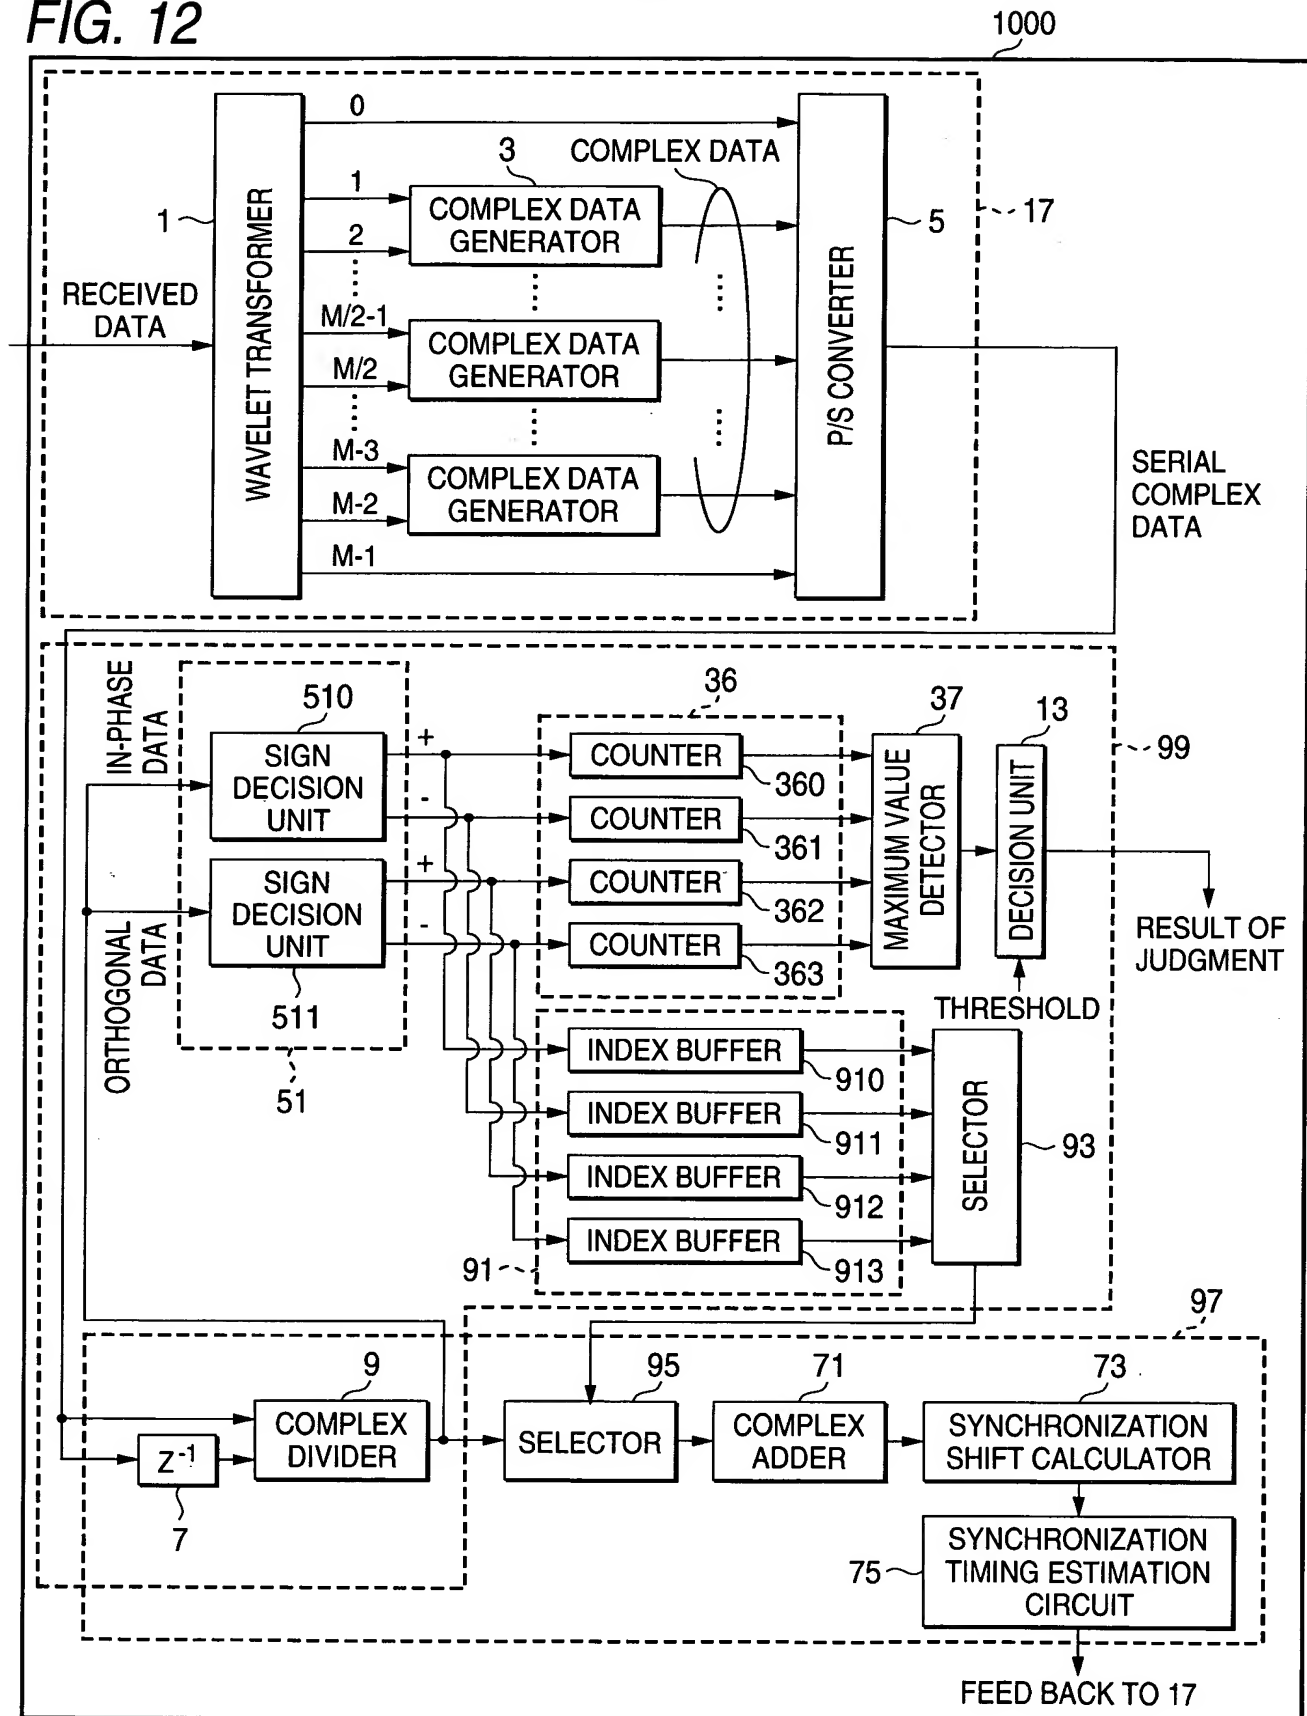 FIG. 12
1000
0
1
2
M/2-1
M/2
M-3
M-2
M-1
1
3
5
17
COMPLEX DATA
RECEIVED
DATA
WAVELET TRANSFORMER
COMPLEX DATA
GENERATOR
COMPLEX DATA
GENERATOR
COMPLEX DATA
GENERATOR
P/S CONVERTER
SERIAL
COMPLEX
DATA
IN-PHASE
DATA
ORTHOGONAL
DATA
510
SIGN
DECISION
UNIT
+
-
SIGN
DECISION
UNIT
+
-
511
51
36
COUNTER
360
COUNTER
361
COUNTER
362
COUNTER
363
37
MAXIMUM VALUE
DETECTOR
13
DECISION UNIT
99
THRESHOLD
RESULT OF
JUDGMENT
INDEX BUFFER
910
INDEX BUFFER
911
INDEX BUFFER
912
INDEX BUFFER
913
91
SELECTOR
93
97
9
COMPLEX
DIVIDER
Z-1
7
95
SELECTOR
71
COMPLEX
ADDER
73
SYNCHRONIZATION
SHIFT CALCULATOR
75
SYNCHRONIZATION
TIMING ESTIMATION
CIRCUIT
FEED BACK TO 17